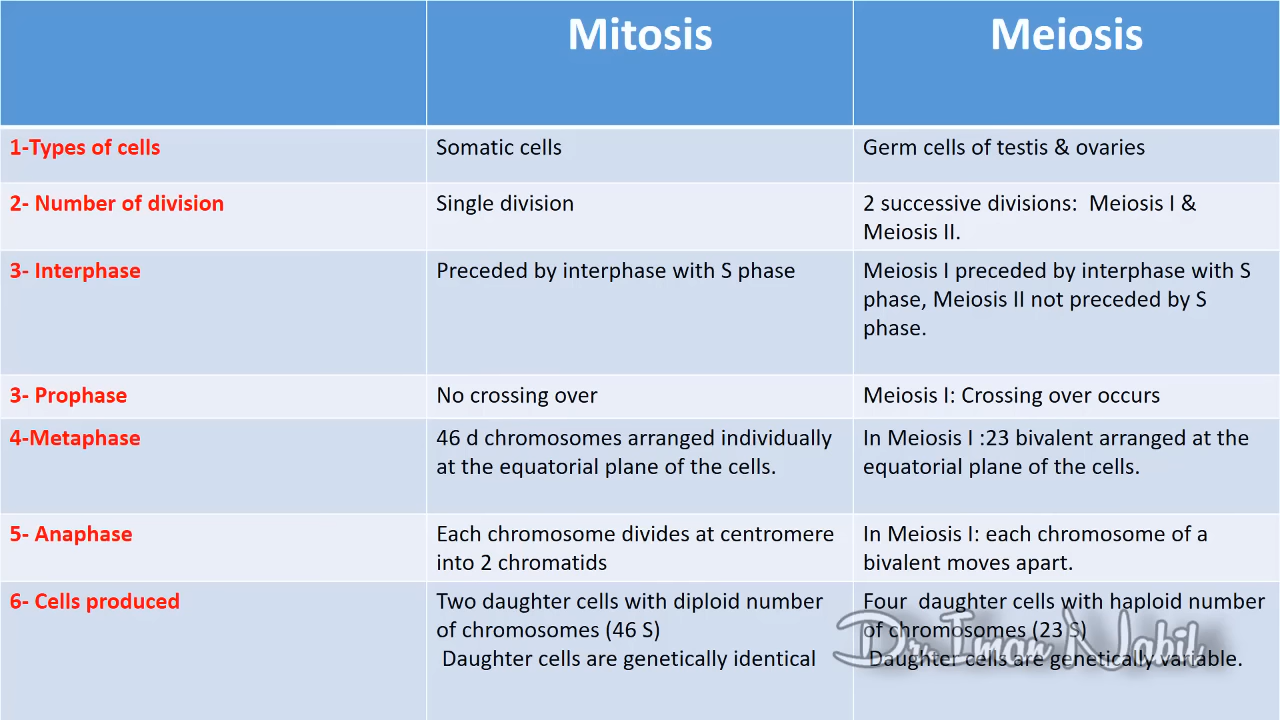 Mitosis
Meiosis
1-Types of cells
Somatic cells
Germ cells of testis & ovaries
2- Number of division
Single division
2 successive divisions:  Meiosis I &
Meiosis II.
3- Interphase
Preceded by interphase with S phase
Meiosis I preceded by interphase with S
phase, Meiosis II not preceded by S
phase.
3- Prophase
No crossing over
Meiosis I: Crossing over occurs
4-Metaphase
46 d chromosomes arranged individually
at the equatorial plane of the cells.
In Meiosis I :23 bivalent arranged at the
equatorial plane of the cells.
5- Anaphase
Each chromosome divides at centromere
into 2 chromatids
In Meiosis I: each chromosome of a
bivalent moves apart.
6- Cells produced
Two daughter cells with diploid number
of chromosomes (46 S)
Daughter cells are genetically identical
Four  daughter cells with haploid number
of chromosomes (23 S)
Daughter cells are genetically variable.
Dr. Iman Nabil